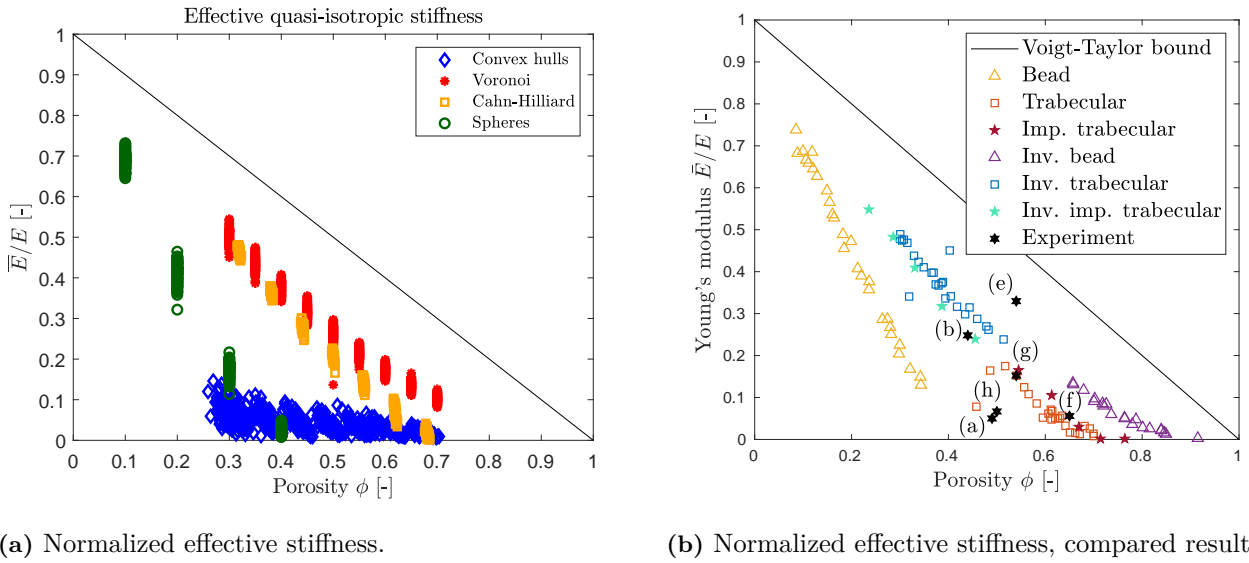 Effective quasi-isotropic stiffness
1
0.9
0.8
0.7
0.6
0.5
0.4
0.3
0.2
0.1
0
E̅/E [-]
Convex hulls
Voronoi
Cahn-Hilliard
Spheres
0.1 0.2 0.3 0.4 0.5 0.6 0.7 0.8 0.9 1
Porosity ϕ [-]
(a) Normalized effective stiffness.
1
0.9
0.8
0.7
0.6
0.5
0.4
0.3
0.2
0.1
0
Young's modulus E̅/E [-]
Voigt-Taylor bound
Bead
Trabecular
Imp. trabecular
Inv. bead
Inv. trabecular
Inv. imp. trabecular
Experiment
(e)
(b)
(g)
(h)
(f)
(a)
0.2 0.4 0.6 0.8 1
Porosity ϕ [-]
(b) Normalized effective stiffness, compared result